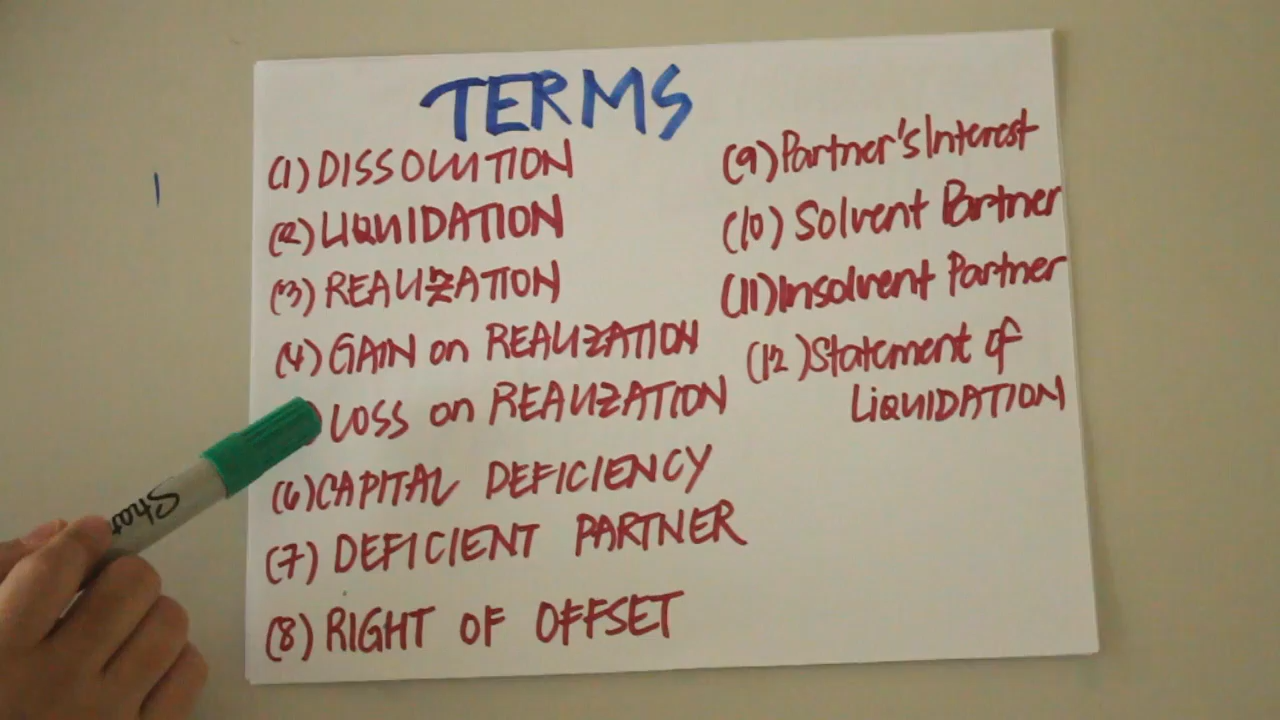 TERMS
(1) DISSOLUTION
(2) LIQUIDATION
(3) REALIZATION
(4) GAIN on REALIZATION
) LOSS on REALIZATION
(6) CAPITAL DEFICIENCY
(7) DEFICIENT PARTNER
(8) RIGHT OF OFFSET
(9) Partner's Interest
(10) Solvent Partner
(11) Insolvent Partner
(12) Statement of
LIQUIDATION